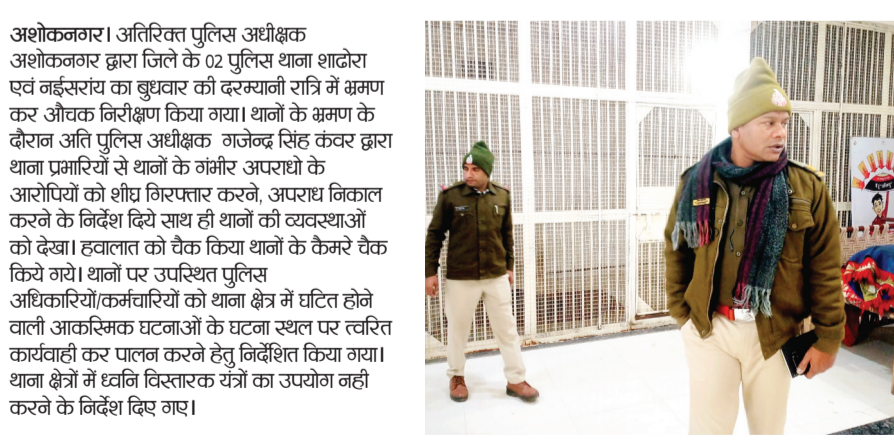 अशोकनगर। अतिरिक्त पुलिस अधीक्षक
अशोकनगर द्वारा जिले के 02 पुलिस थाना शाढोरा
एवं नईसरांय का बुधवार की दरम्यानी रात्रि में भ्रमण
कर औचक निरीक्षण किया गया। थानों के भ्रमण के
दौरान अति पुलिस अधीक्षक गजेन्द्र सिंह कंवर द्वारा
थाना प्रभारियों से थानों के गंभीर अपराधो के
आरोपियों को शीघ्र गिरफ्तार करने, अपराध निकाल
करने के निर्देश दिये साथ ही थानों की व्यवस्थाओं
को देखा। हवालात को चैक किया थानों के कैमरे चैक
किये गये। थानों पर उपस्थित पुलिस
अधिकारियों/कर्मचारियों को थाना क्षेत्र में घटित होने
वाली आकस्मिक घटनाओं के घटना स्थल पर त्वरित
कार्यवाही कर पालन करने हेतु निर्देशित किया गया।
थाना क्षेत्रों में ध्वनि विस्तारक यंत्रों का उपयोग नही
करने के निर्देश दिए गए।